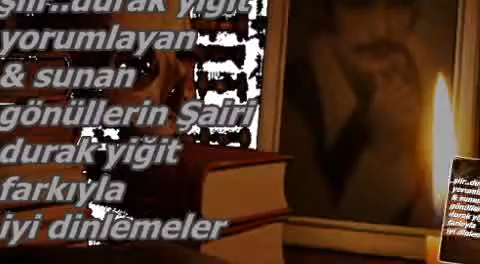 şiir..durak yiğit
yorumlayan
& sunan
gönüllerin Şairi
durak yiğit
farkıyla
iyi dinlemeler